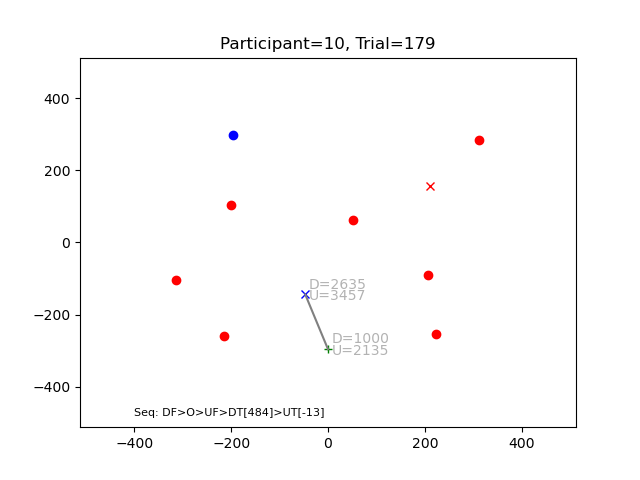 Participant=10, Trial=179
400
200
0
−200
−400
D=2635
U=3457
D=1000
U=2135
Seq: DF>O>UF>DT[484]>UT[-13]
−400
−200
0
200
400